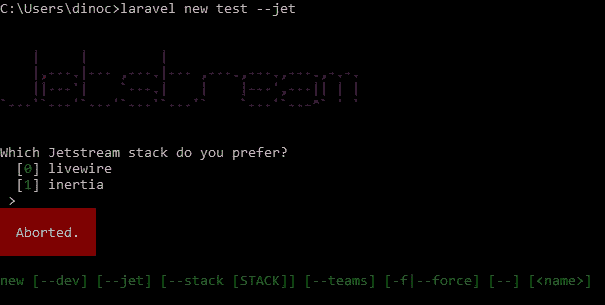 C:\Users\dinoc>laravel new test --jet
Jetstream
Which Jetstream stack do you prefer?
[0] livewire
[1] inertia
>
Aborted.
new [--dev] [--jet] [--stack [STACK]] [--teams] [-f|--force] [--] [<name>]